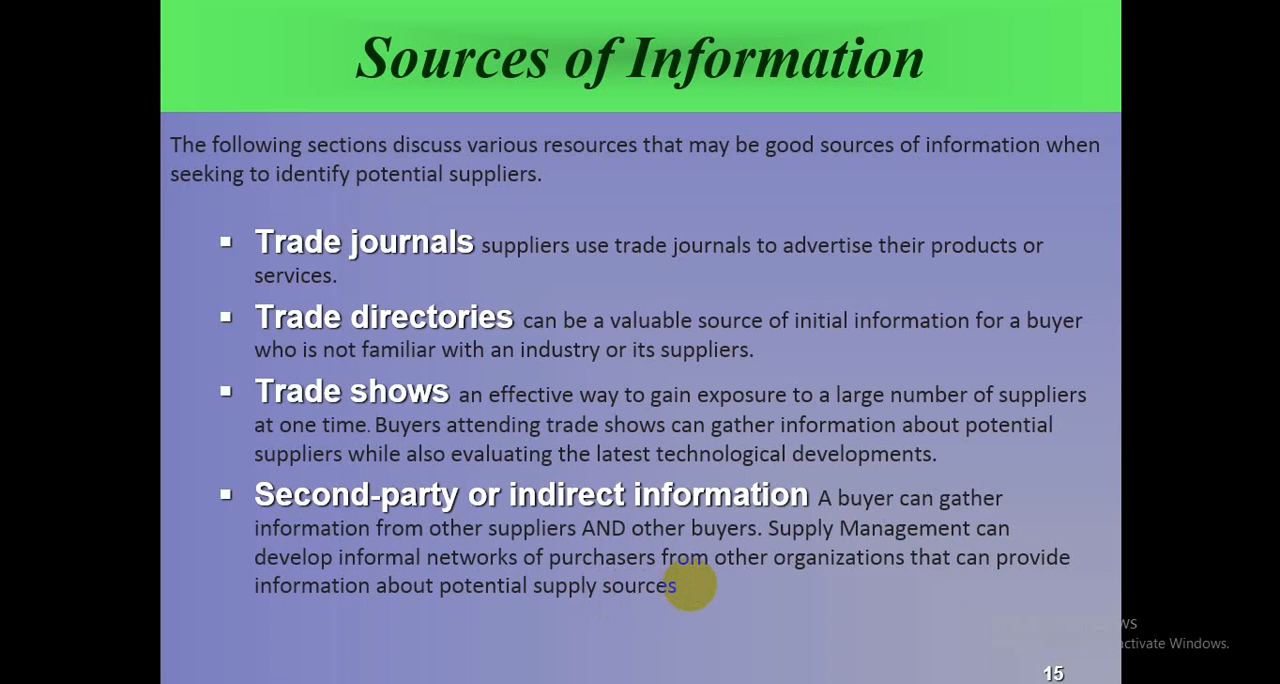 Sources of Information
The following sections discuss various resources that may be good sources of information when
seeking to identify potential suppliers.
▪ Trade journals suppliers use trade journals to advertise their products or
services.
▪ Trade directories can be a valuable source of initial information for a buyer
who is not familiar with an industry or its suppliers.
▪ Trade shows an effective way to gain exposure to a large number of suppliers
at one time. Buyers attending trade shows can gather information about potential
suppliers while also evaluating the latest technological developments.
▪ Second-party or indirect information A buyer can gather
information from other suppliers AND other buyers. Supply Management can
develop informal networks of purchasers from other organizations that can provide
information about potential supply sources
Windows.
15